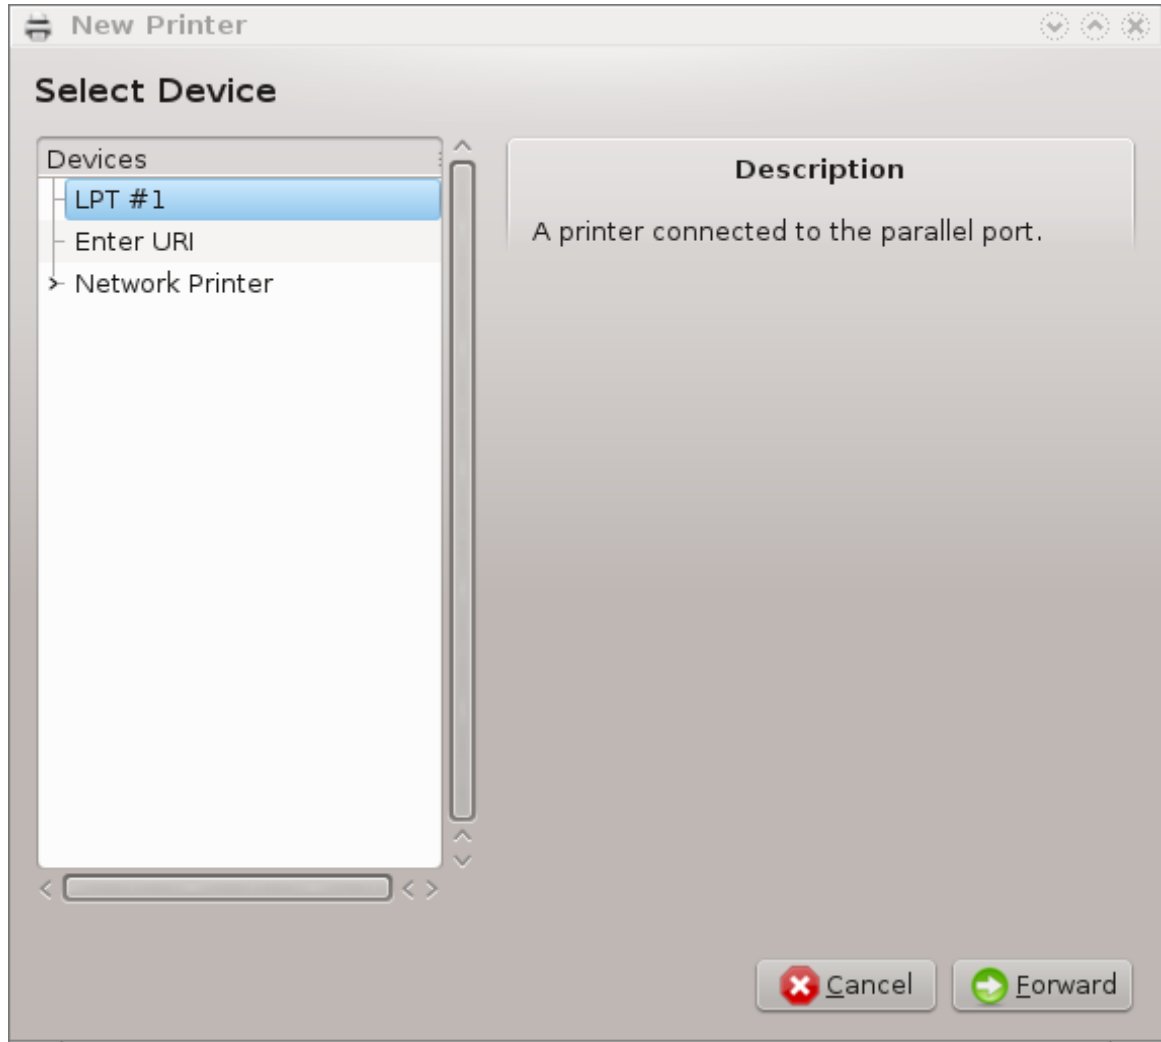 New Printer
Select Device
Devices
LPT #1
Enter URI
Network Printer
Description
A printer connected to the parallel port.
Cancel
Forward